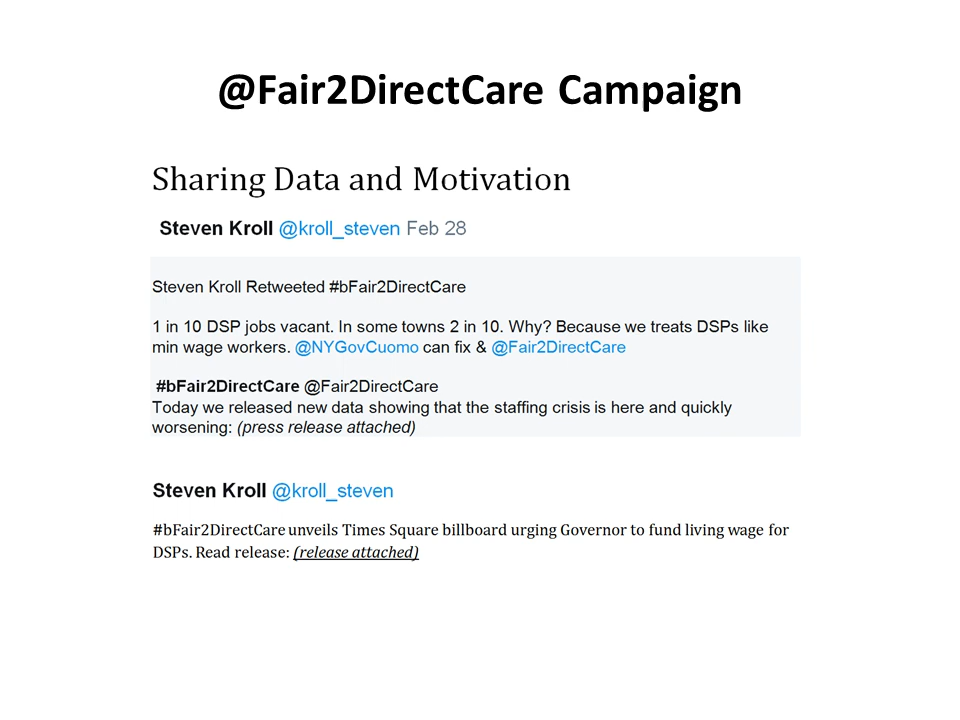 @Fair2DirectCare Campaign
Sharing Data and Motivation
Steven Kroll @kroll_steven Feb 28
Steven Kroll Retweeted #bFair2DirectCare
1 in 10 DSP jobs vacant. In some towns 2 in 10. Why? Because we treats DSPs like
min wage workers. @NYGovCuomo can fix & @Fair2DirectCare
#bFair2DirectCare @Fair2DirectCare
Today we released new data showing that the staffing crisis is here and quickly
worsening: (press release attached)
Steven Kroll @kroll_steven
#bFair2DirectCare unveils Times Square billboard urging Governor to fund living wage for
DSPs. Read release: (release attached)